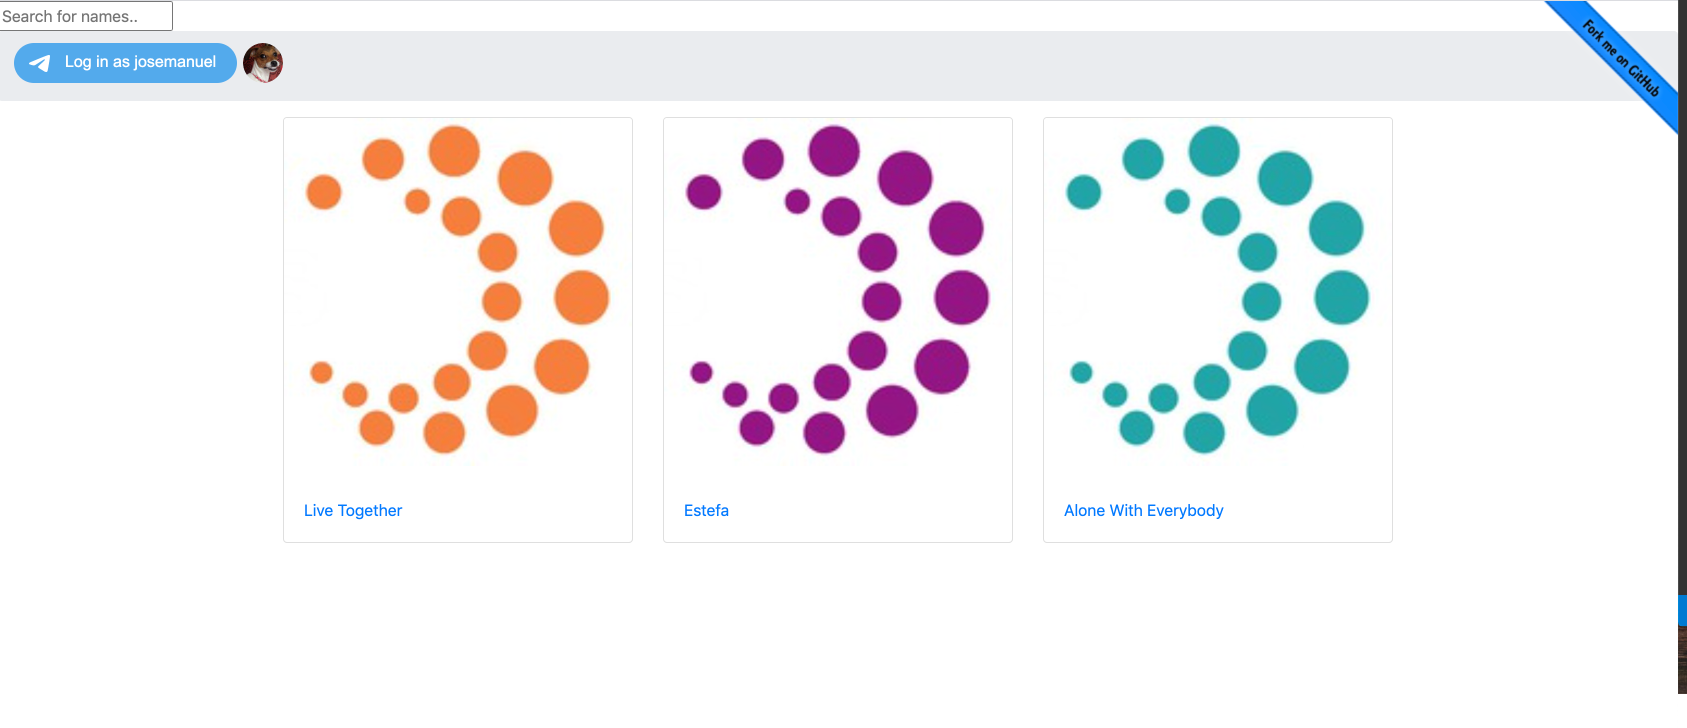 Search for names..
Log in as josemanuel
Fork me on GitHub
Live Together
Estefa
Alone With Everybody